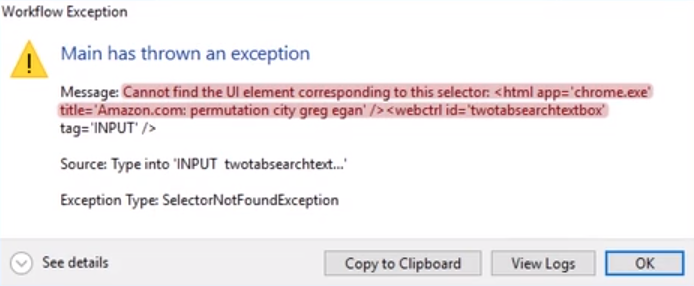 Workflow Exception
Main has thrown an exception
Message: Cannot find the UI element corresponding to this selector: <html app='chrome.exe'
title='Amazon.com: permutation city greg egan' /><webctrl id='twotabsearchtextbox'
tag='INPUT' />
Source: Type into 'INPUT  twotabsearchtext...'
Exception Type: SelectorNotFoundException
See details
Copy to Clipboard
View Logs
OK